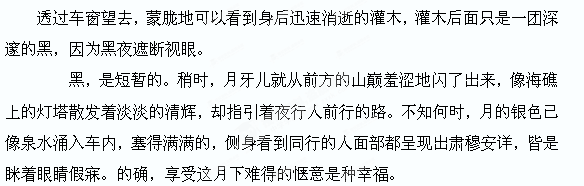 透过车窗望去，蒙胧地可以看到身后迅速消逝的灌木，灌木后面只是一团深
邃的黑，因为黑夜遮断视眼。
黑，是短暂的。稍时，月牙儿就从前方的山巅羞涩地闪了出来，像海礁
上的灯塔散发着淡淡的清辉，却指引着夜行人前行的路。不知何时，月的银色已
像泉水涌入车内，塞得满满的，侧身看到同行的人面部都呈现出肃穆安详，皆是
眯着眼睛假寐。的确，享受这月下难得的惬意是种幸福。